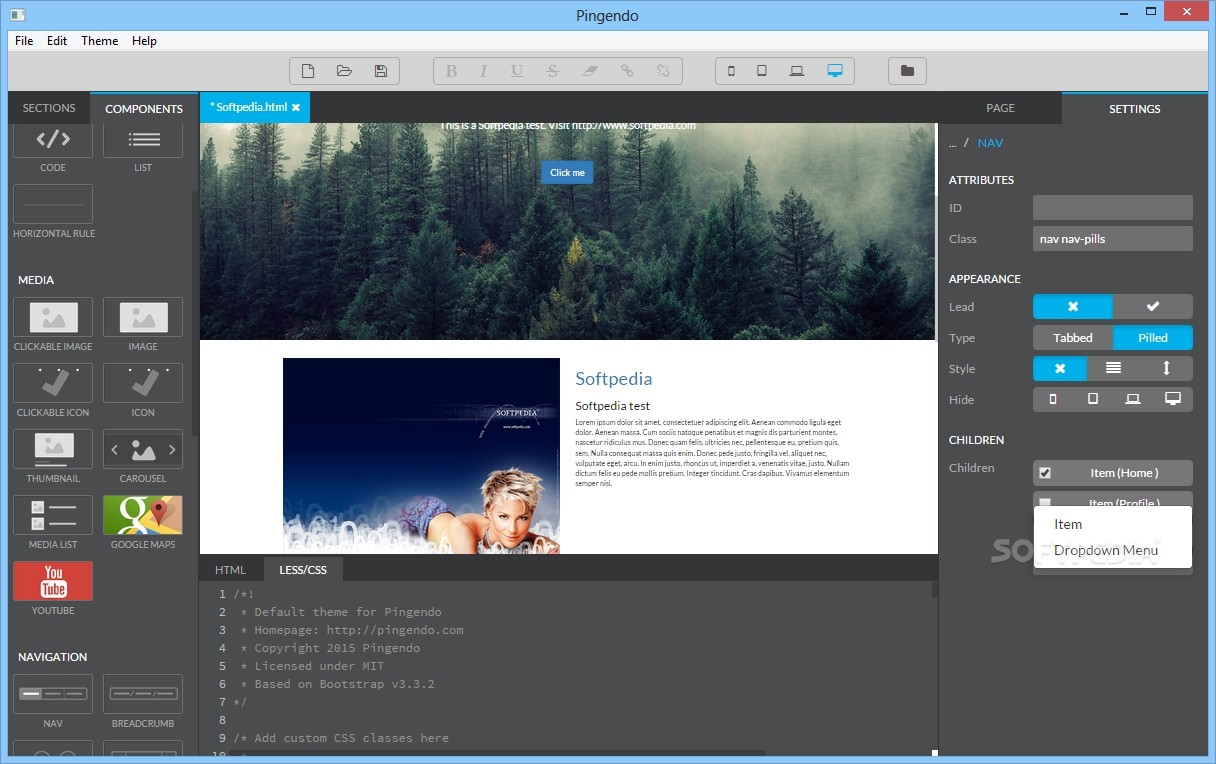 Pingendo
File Edit Theme Help
B I U S
SECTIONS
COMPONENTS
CODE
LIST
HORIZONTAL RULE
MEDIA
CLICKABLE IMAGE
IMAGE
CLICKABLE ICON
ICON
THUMBNAIL
CAROUSEL
MEDIA LIST
g
GOOGLE MAPS
You
Tube
YOUTUBE
NAVIGATION
NAV
BREADCRUMB
* Softpedia.html
This is a Softpedia test. Visit http://www.softpedia.com
Click me
SOFTPEDIA
www.softpedia.com
Softpedia
Softpedia test
Lorem ipsum dolor sit amet, consectetuer adipiscing elit. Aenean commodo ligula eget
dolor. Aenean massa. Cum sociis natoque penatibus et magnis dis parturient montes,
nascetur ridiculus mus. Donec quam felis, ultricies nec, pellentesque eu, pretium quis,
sem. Nulla consequat massa quis enim. Donec pede justo, fringilla vel, aliquet nec,
vulputate eget, arcu. In enim justo, rhoncus ut, imperdiet a, venenatis vitae, justo. Nullam
dictum felis eu pede mollis pretium. Integer tincidunt. Cras dapibus. Vivamus elementum
semper nisi.
HTML
LESS/CSS
1 /*!
2 * Default theme for Pingendo
3 * Homepage: http://pingendo.com
4 * Copyright 2015 Pingendo
5 * Licensed under MIT
6 * Based on Bootstrap v3.3.2
7 */
8
9 /* Add custom CSS classes here
10
PAGE
SETTINGS
... / NAV
ATTRIBUTES
ID
Class nav nav-pills
APPEARANCE
Lead
Type Tabbed Pilled
Style
Hide
CHILDREN
Children Item (Home )
Item (Profile )
Item
Dropdown Menu
SOFTPEDIA